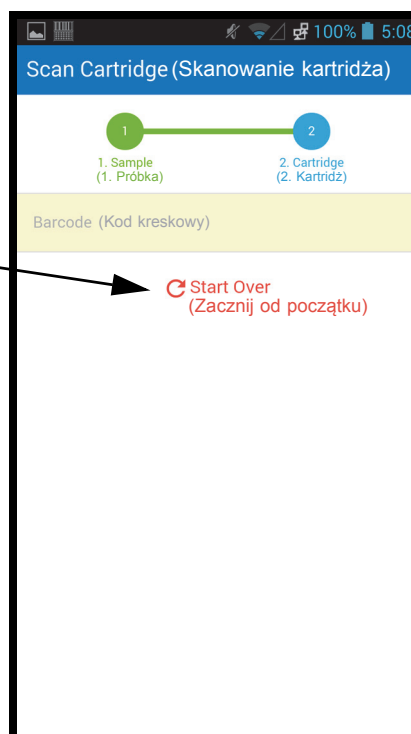 100% 5:08
Scan Cartridge (Skanowanie kartridża)
1 2
1. Sample 2. Cartridge
(1. Próbka) (2. Kartridż)
Barcode (Kod kreskowy)
Start Over
(Zacznij od początku)